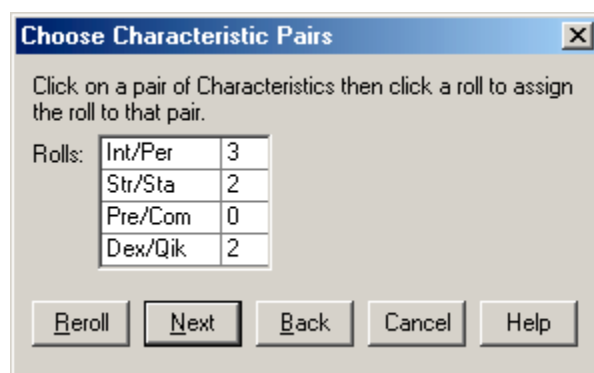 Choose Characteristic Pairs
Click on a pair of Characteristics then click a roll to assign
the roll to that pair.
Rolls: Int/Per 3
Str/Sta 2
Pre/Com 0
Dex/Qik 2
Reroll Next Back Cancel Help